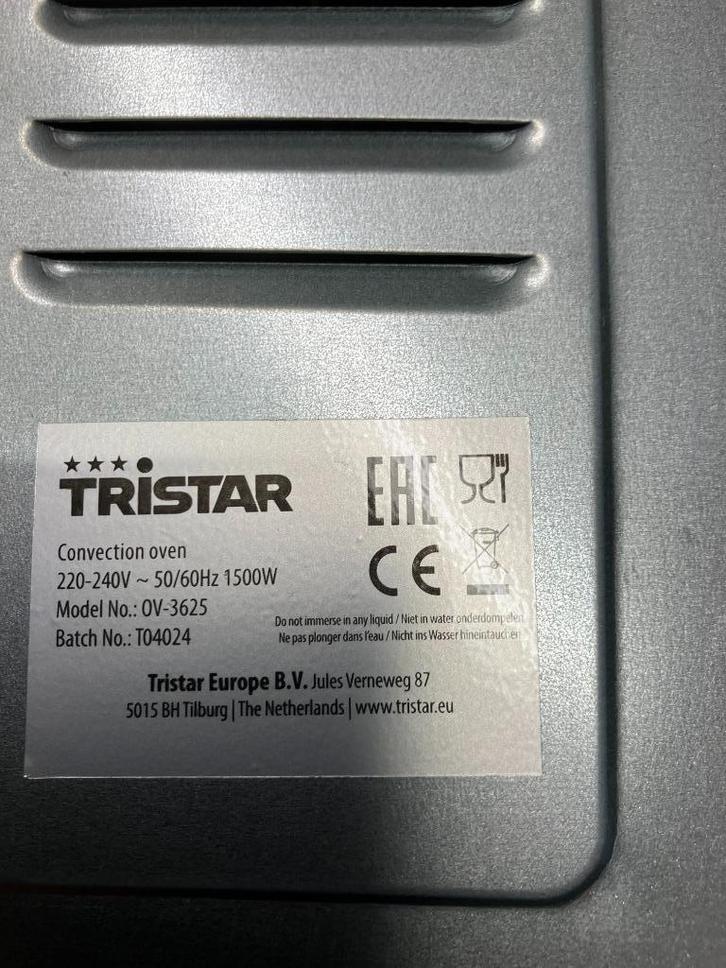 TRISTAR
EAC
CE
Convection oven
220-240V ~ 50/60Hz 1500W
Model No.: OV-3625
Batch No.: T04024
Do not immerse in any liquid / Niet in water onderdompelen
Ne pas plonger dans l'eau / Nicht ins Wasser hineintauchen
Tristar Europe B.V. Jules Verneweg 87
5015 BH Tilburg | The Netherlands | www.tristar.eu